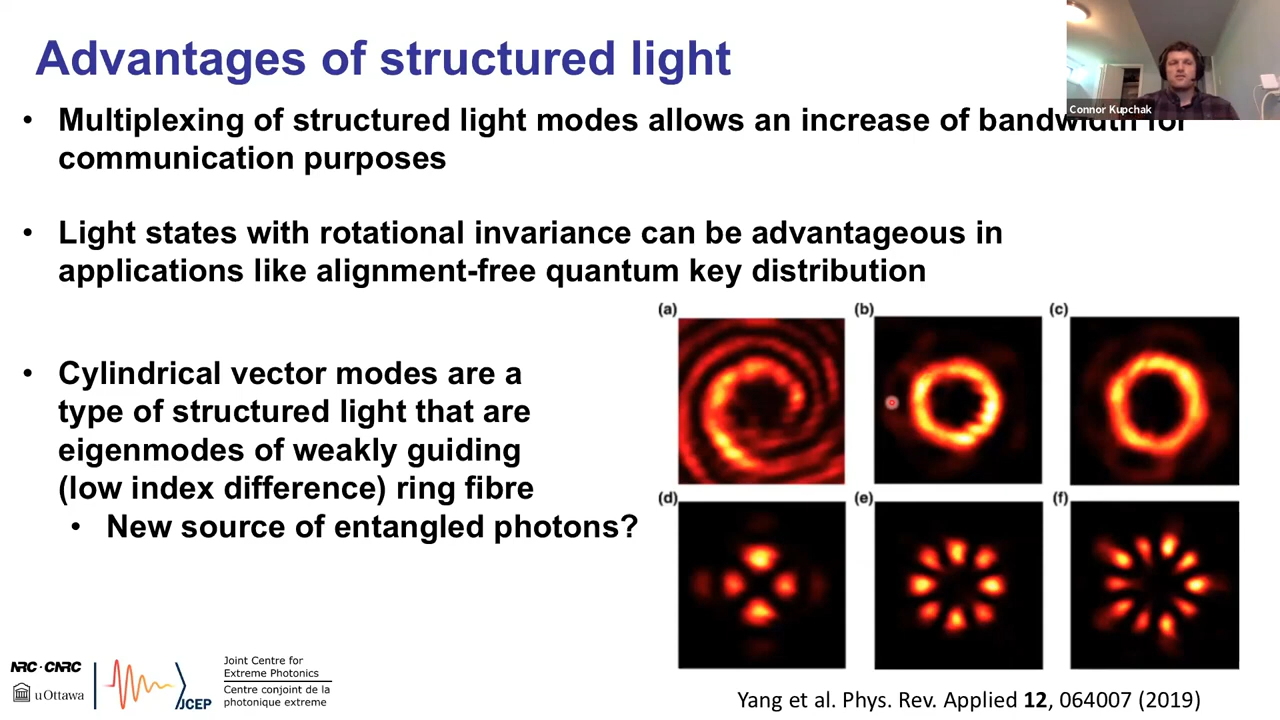 Advantages of structured light
Connor Kupchak
• Multiplexing of structured light modes allows an increase of bandwidth for
communication purposes
• Light states with rotational invariance can be advantageous in
applications like alignment-free quantum key distribution
• Cylindrical vector modes are a
type of structured light that are
eigenmodes of weakly guiding
(low index difference) ring fibre
• New source of entangled photons?
(a) (b) (c)
(d) (e) (f)
NRC·CNRC
uOttawa
JCEP
Joint Centre for
Extreme Photonics
Centre conjoint de la
photonique extreme
Yang et al. Phys. Rev. Applied 12, 064007 (2019)